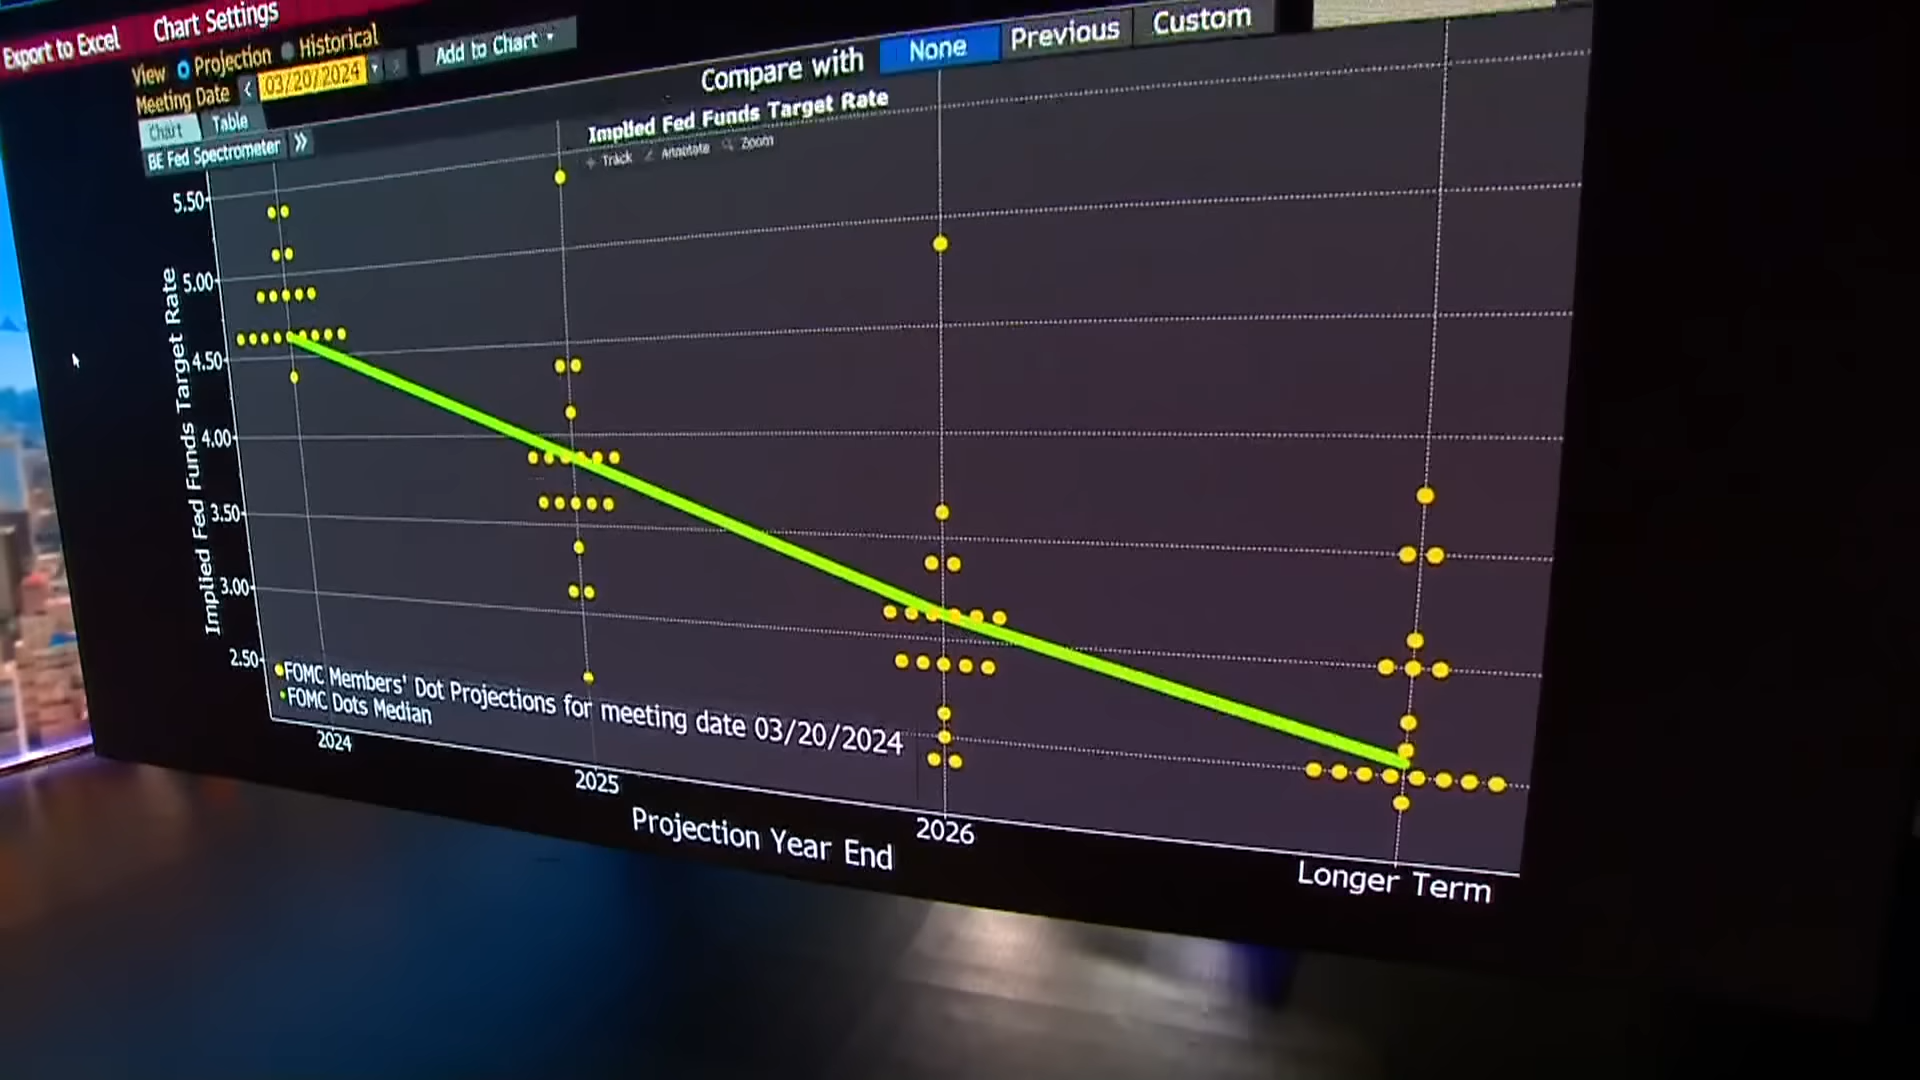 Export to Excel
Chart Settings
View Projection Historical
Add to Chart
Meeting Date < 03/20/2024
Compare with None Previous Custom
Chart Table
BE Fed Spectrometer »
Implied Fed Funds Target Rate
Track Annotate Zoom
5.50
5.00
4.50
4.00
3.50
3.00
2.50
Implied Fed Funds Target Rate
FOMC Members' Dot Projections for meeting date 03/20/2024
FOMC Dots Median
2024
2025
2026
Longer Term
Projection Year End